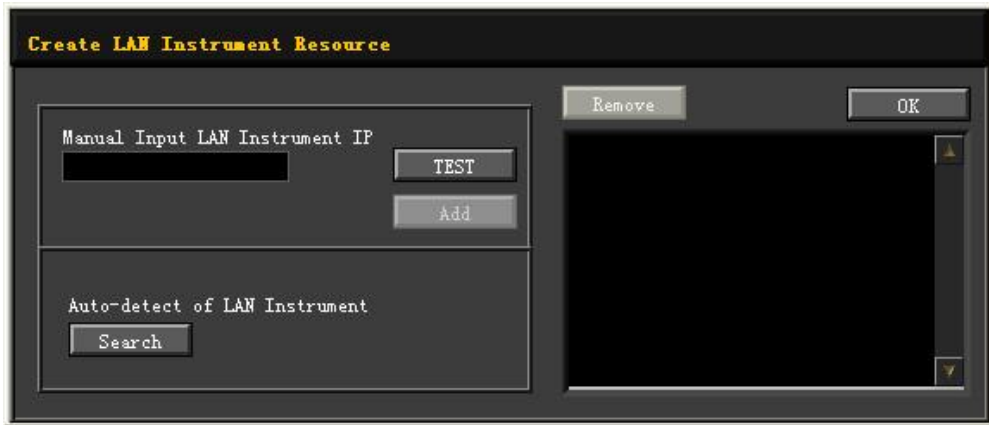 Create LAN Instrument Resource
Manual Input LAN Instrument IP
TEST
Add
Auto-detect of LAN Instrument
Search
Remove
OK